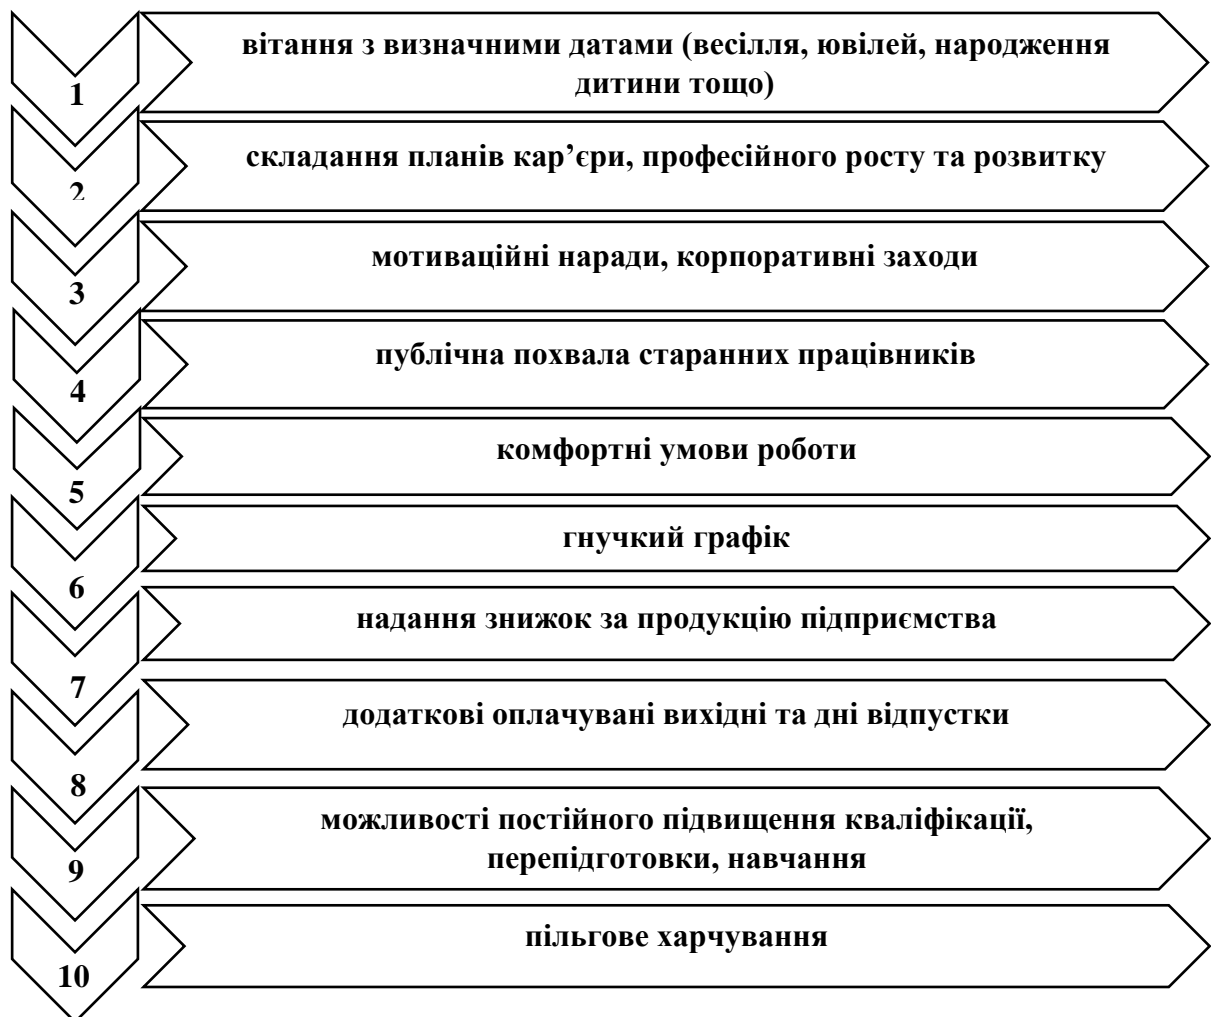 1
вітання з визначними датами (весілля, ювілей, народження
дитини тощо)
2
складання планів кар’єри, професійного росту та розвитку
3
мотиваційні наради, корпоративні заходи
4
публічна похвала старанних працівників
5
комфортні умови роботи
6
гнучкий графік
7
надання знижок за продукцію підприємства
8
додаткові оплачувані вихідні та дні відпустки
9
можливості постійного підвищення кваліфікації,
перепідготовки, навчання
10
пільгове харчування